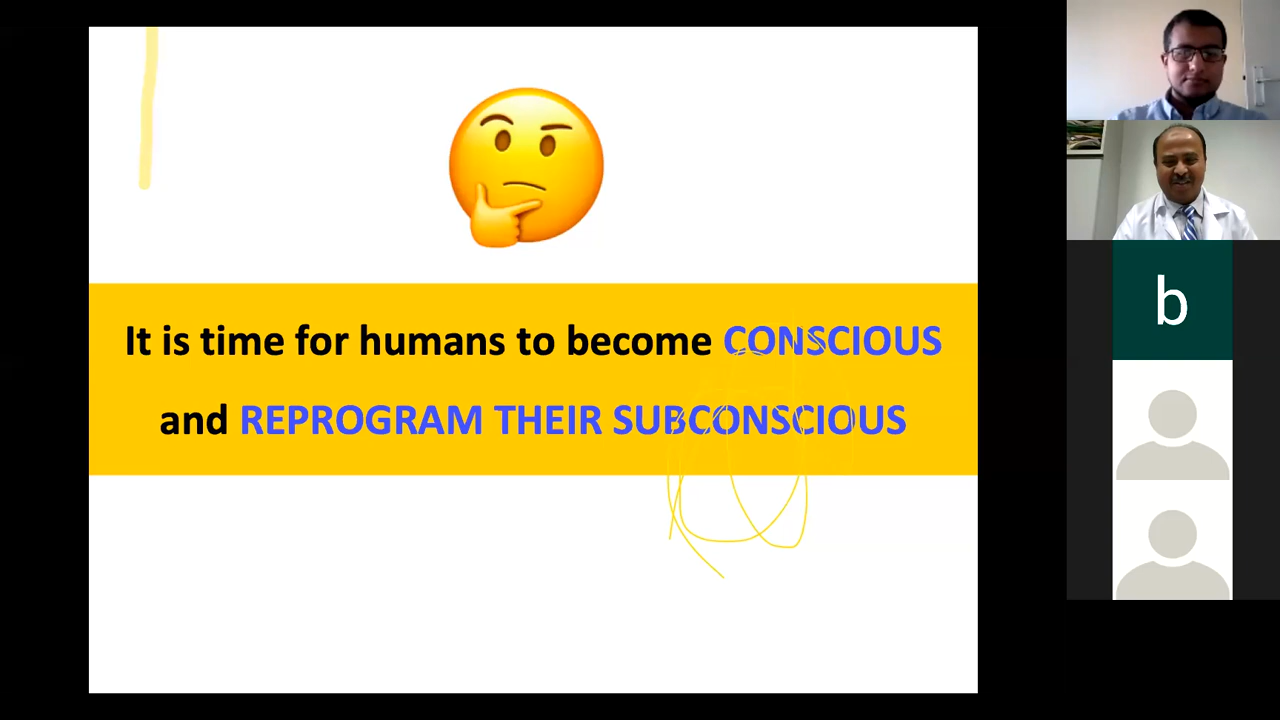 It is time for humans to become CONSCIOUS
and REPROGRAM THEIR SUBCONSCIOUS
b